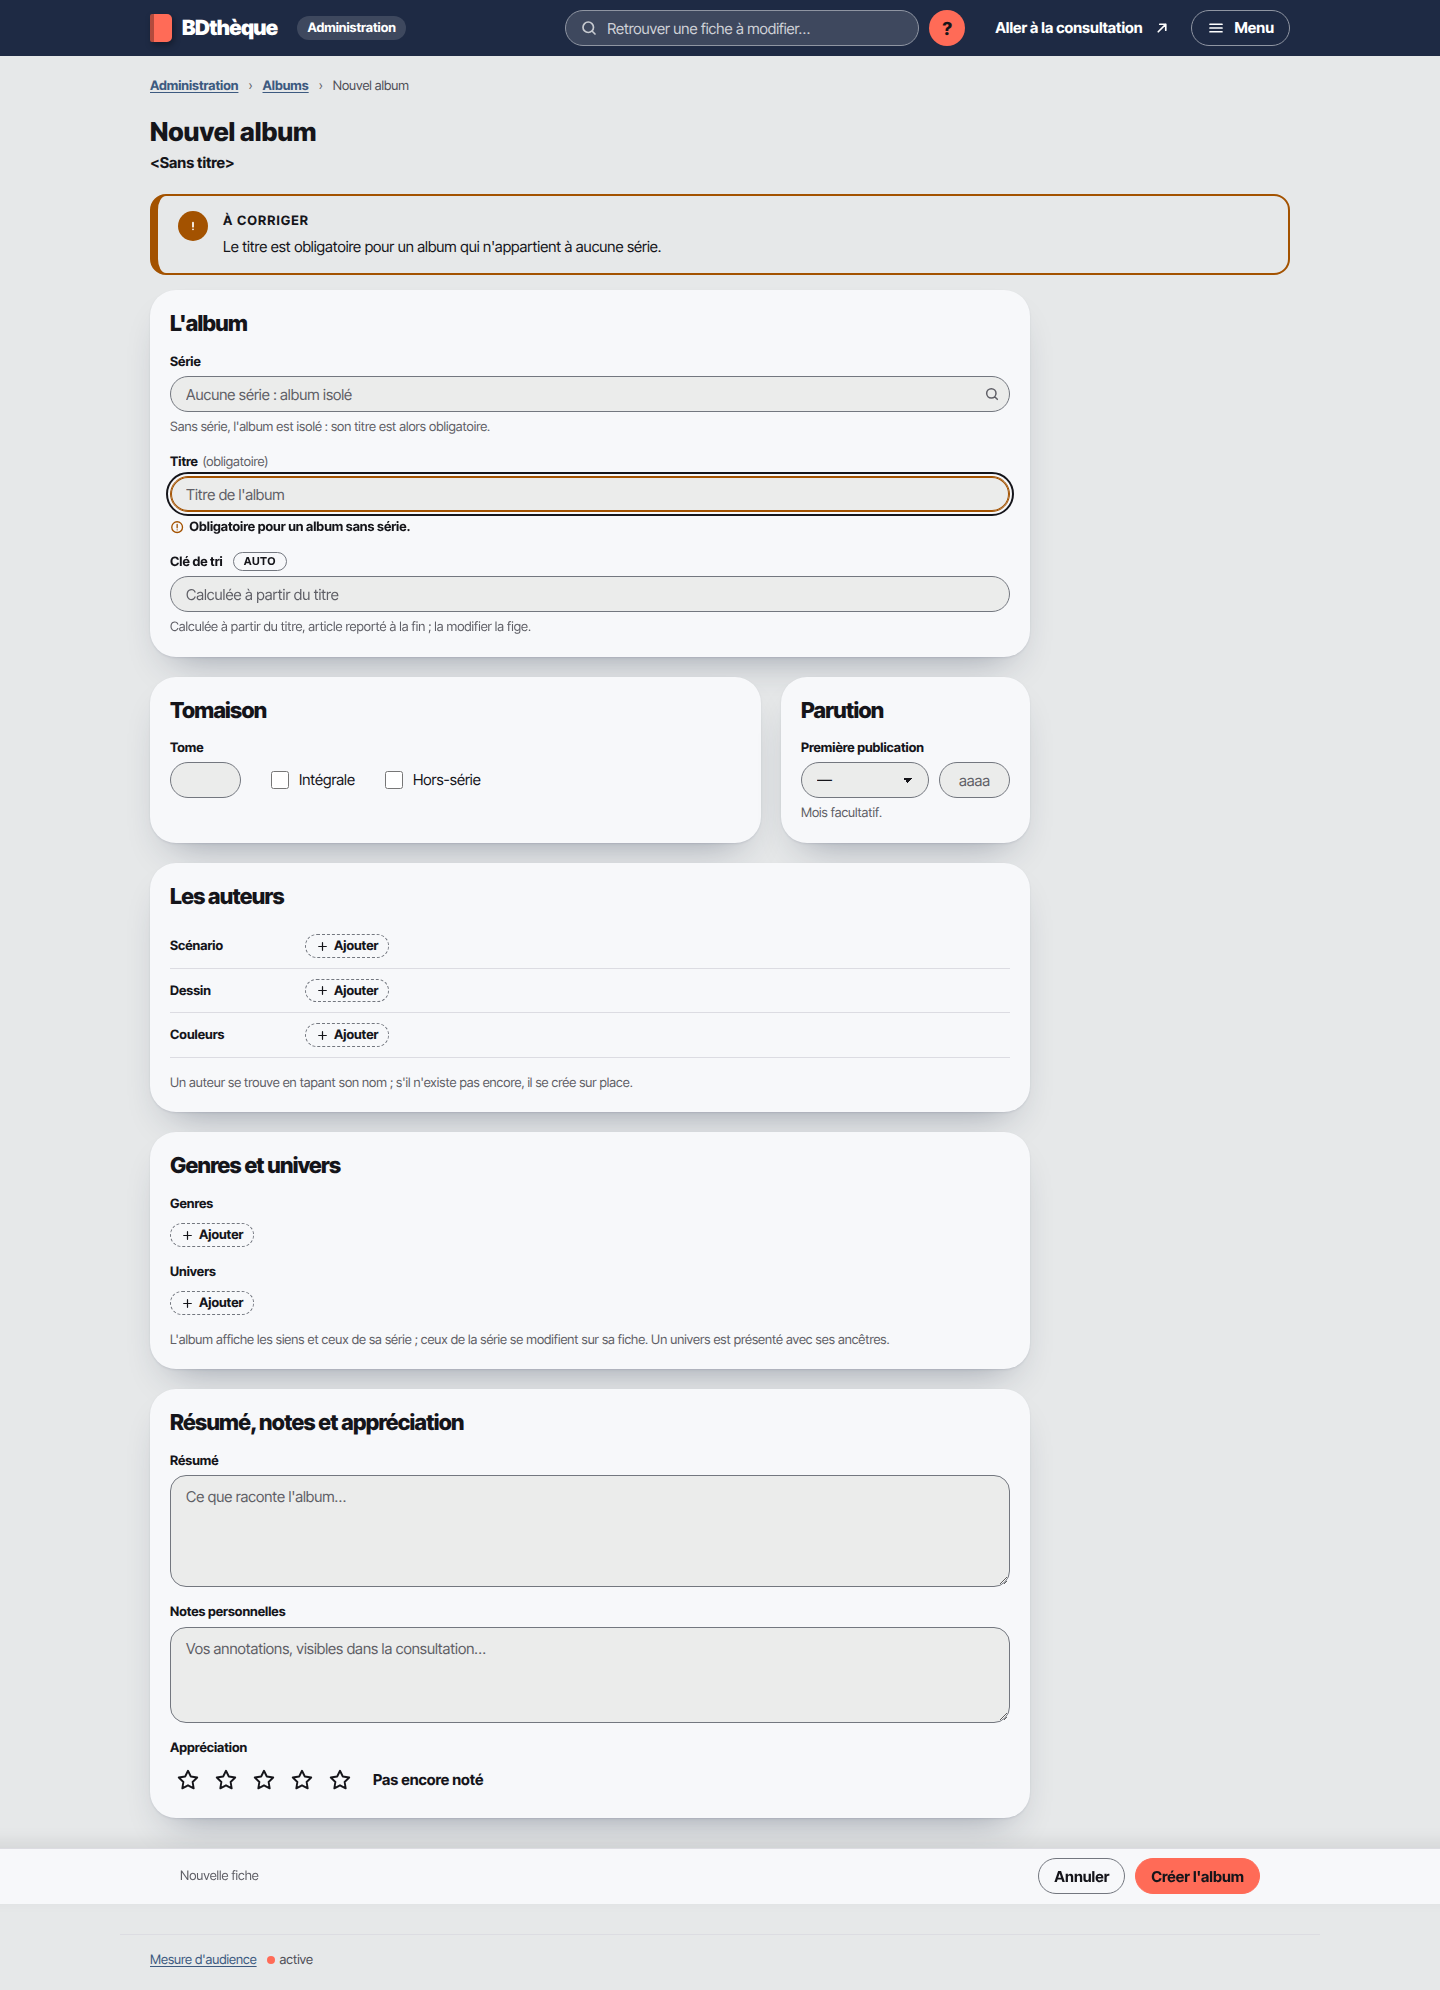 BDthèque
Administration
Retrouver une fiche à modifier...
?
Aller à la consultation
Menu
Administration › Albums › Nouvel album
Nouvel album
<Sans titre>
À CORRIGER
Le titre est obligatoire pour un album qui n'appartient à aucune série.
L'album
Série
Aucune série : album isolé
Sans série, l'album est isolé : son titre est alors obligatoire.
Titre (obligatoire)
Titre de l'album
Obligatoire pour un album sans série.
Clé de tri AUTO
Calculée à partir du titre
Calculée à partir du titre, article reporté à la fin ; la modifier la fige.
Tomaison
Tome
Intégrale
Hors-série
Parution
Première publication
—
aaaa
Mois facultatif.
Les auteurs
Scénario + Ajouter
Dessin + Ajouter
Couleurs + Ajouter
Un auteur se trouve en tapant son nom ; s'il n'existe pas encore, il se crée sur place.
Genres et univers
Genres
+ Ajouter
Univers
+ Ajouter
L'album affiche les siens et ceux de sa série ; ceux de la série se modifient sur sa fiche. Un univers est présenté avec ses ancêtres.
Résumé, notes et appréciation
Résumé
Ce que raconte l'album...
Notes personnelles
Vos annotations, visibles dans la consultation...
Appréciation
Pas encore noté
Nouvelle fiche
Annuler
Créer l'album
Mesure d'audience
active